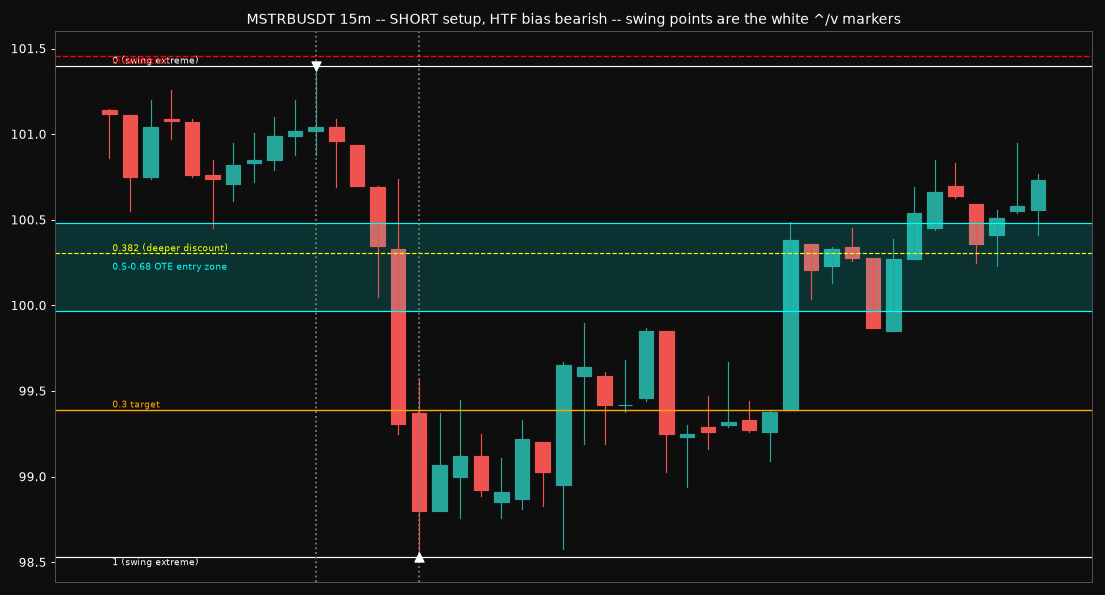 MSTRBUSDT 15m -- SHORT setup, HTF bias bearish -- swing points are the white ^/v markers
101.5
0 (swing extreme)
101.0
100.5
0.382 (deeper discount)
0.5-0.68 OTE entry zone
100.0
99.5
0.3 target
99.0
98.5
1 (swing extreme)